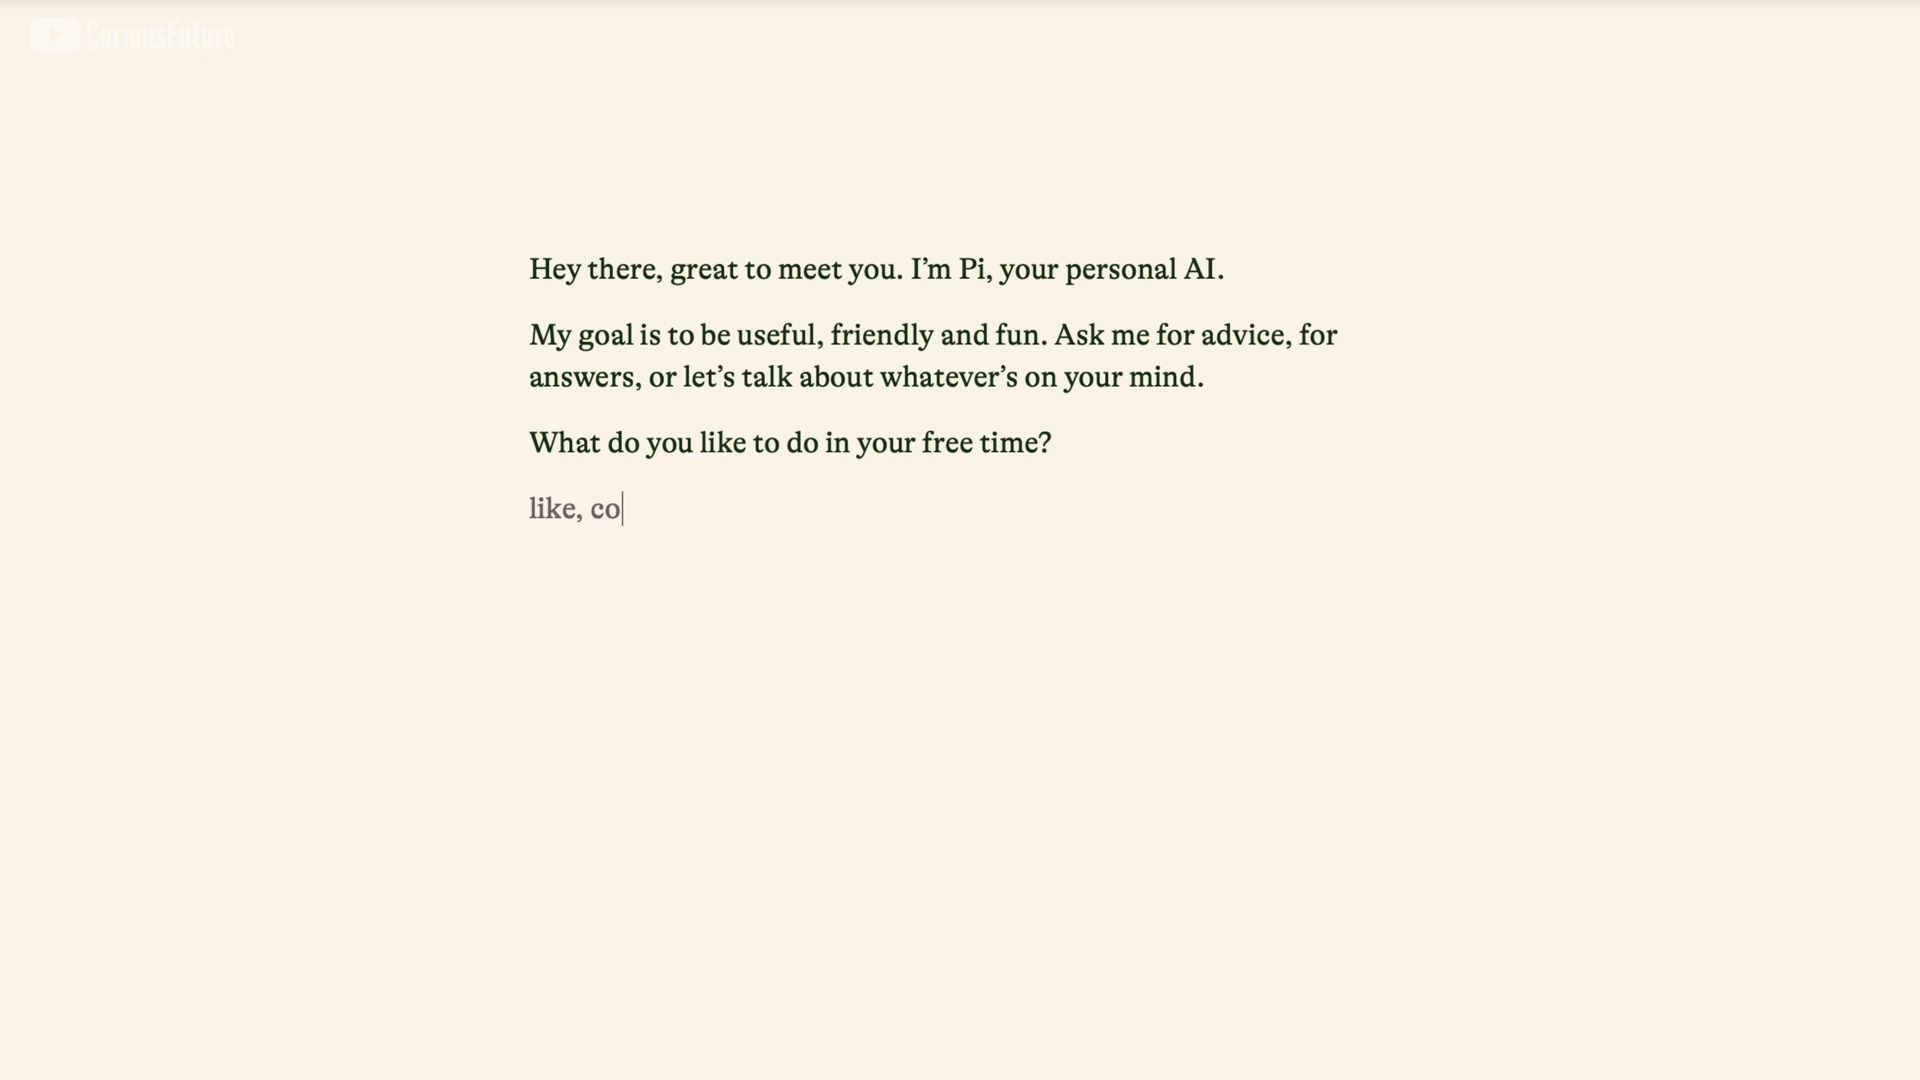 CuriousFuture
Hey there, great to meet you. I’m Pi, your personal AI.
My goal is to be useful, friendly and fun. Ask me for advice, for
answers, or let’s talk about whatever’s on your mind.
What do you like to do in your free time?
like, co